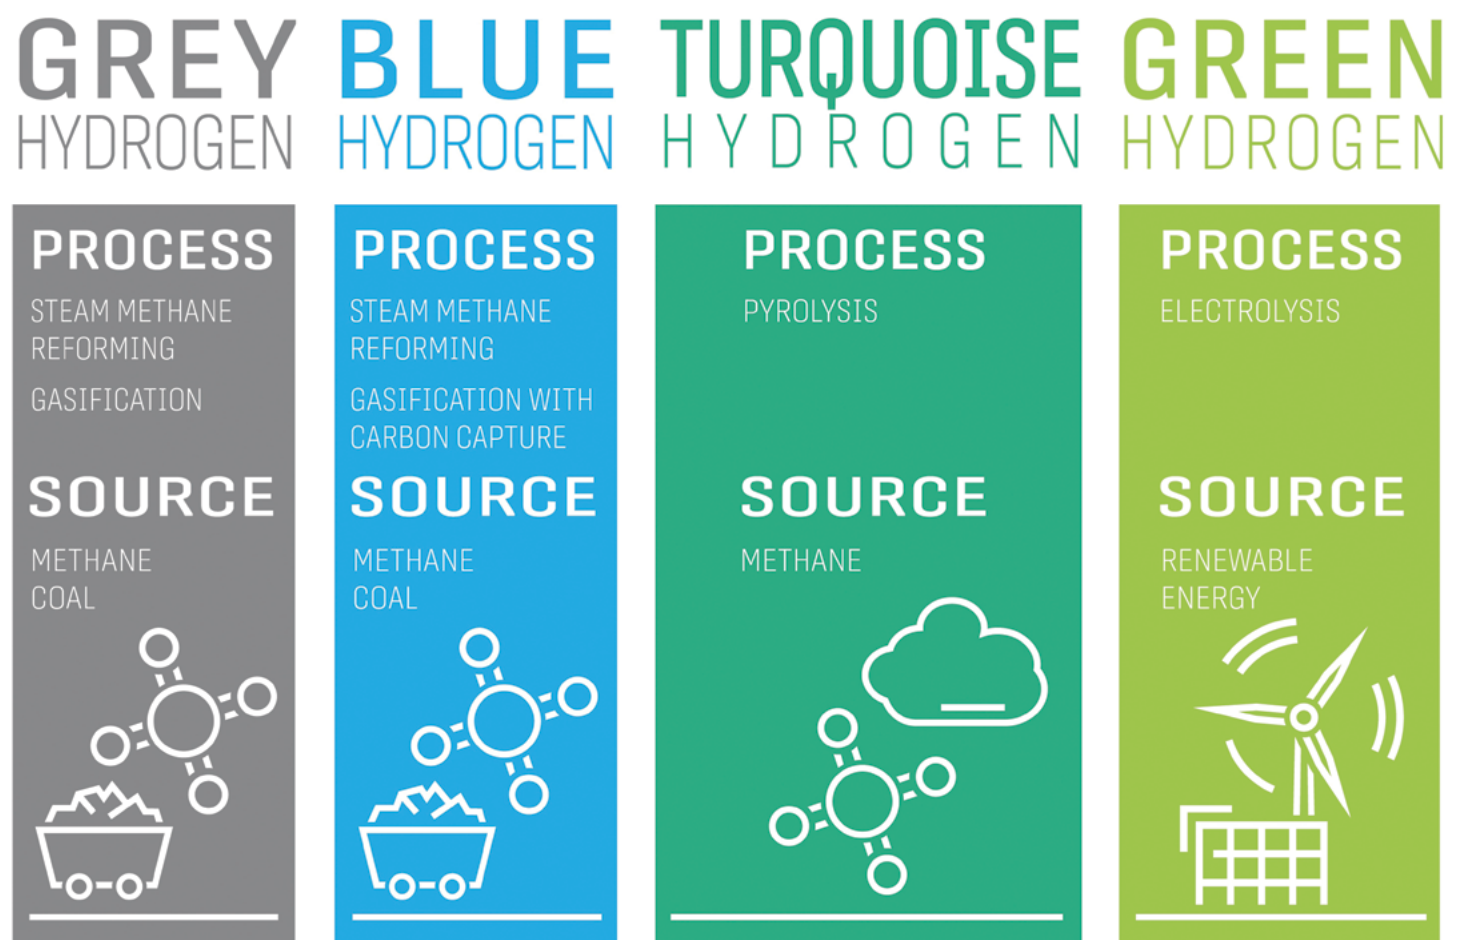 GREY
HYDROGEN
PROCESS
STEAM METHANE
REFORMING
GASIFICATION
SOURCE
METHANE
COAL
BLUE
HYDROGEN
PROCESS
STEAM METHANE
REFORMING
GASIFICATION WITH
CARBON CAPTURE
SOURCE
METHANE
COAL
TURQUOISE
HYDROGEN
PROCESS
PYROLYSIS
SOURCE
METHANE
GREEN
HYDROGEN
PROCESS
ELECTROLYSIS
SOURCE
RENEWABLE
ENERGY